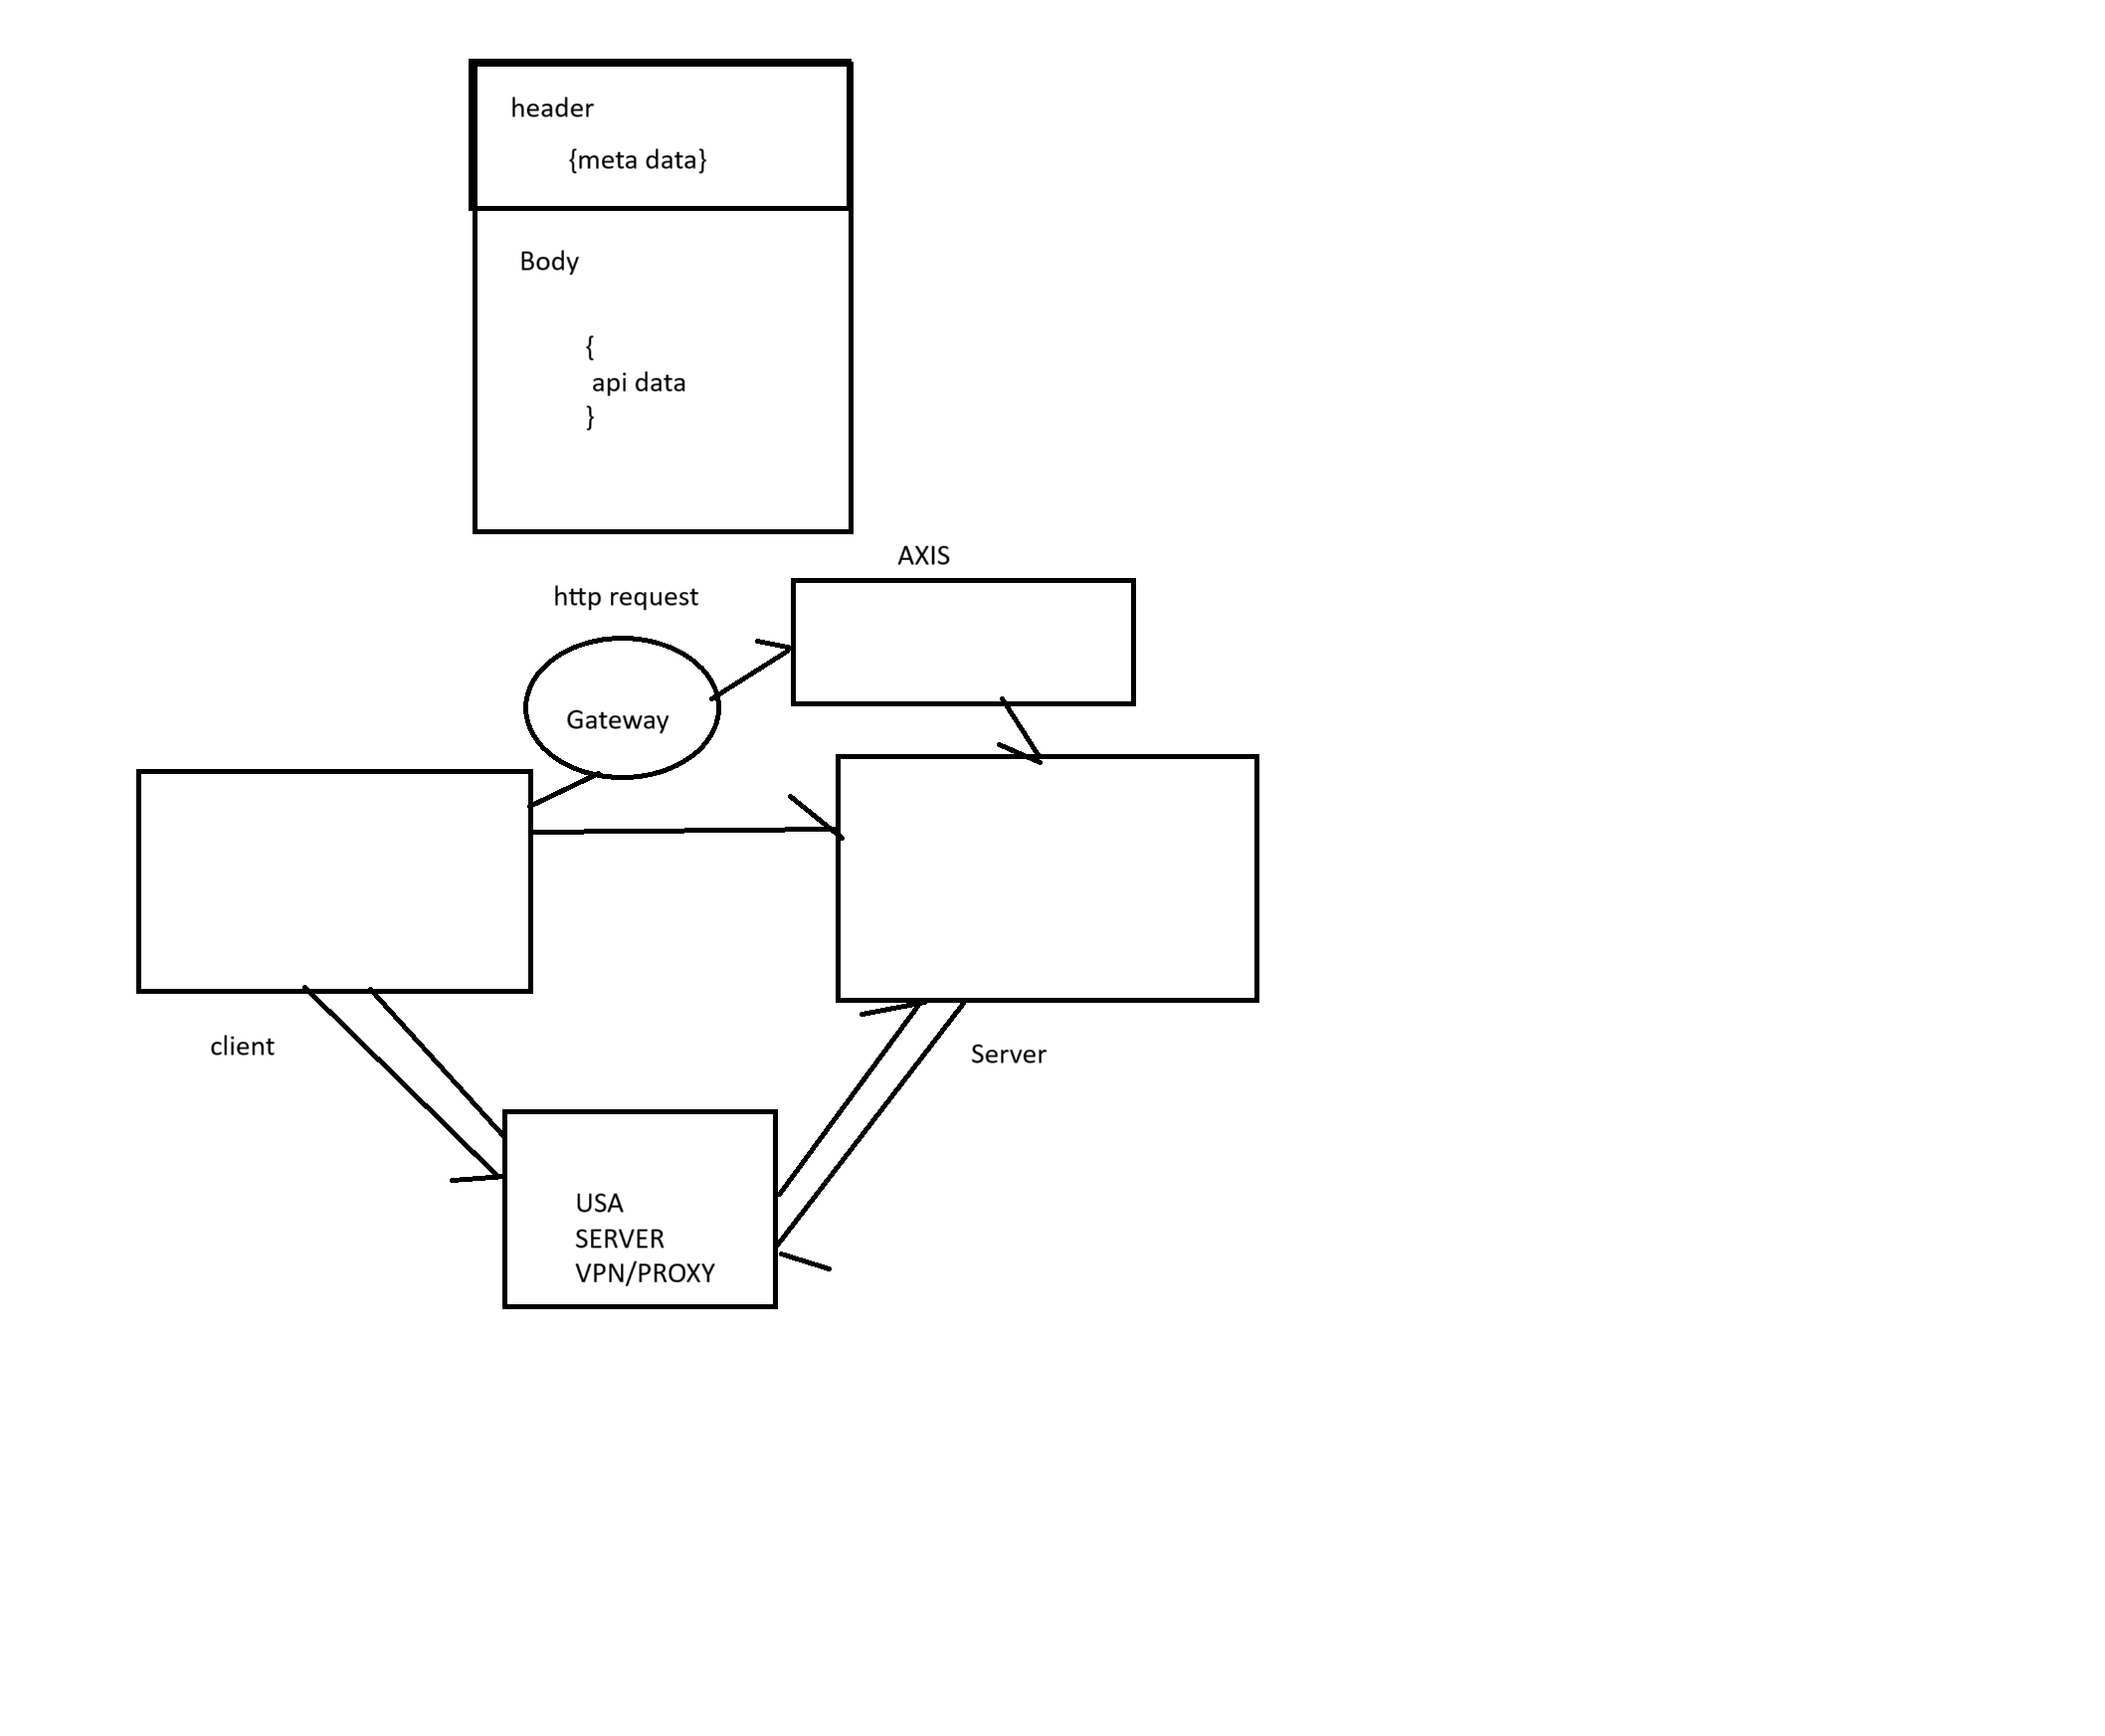 header
{meta data}
Body
{
api data
}
AXIS
http request
Gateway
client
Server
USA
SERVER
VPN/PROXY